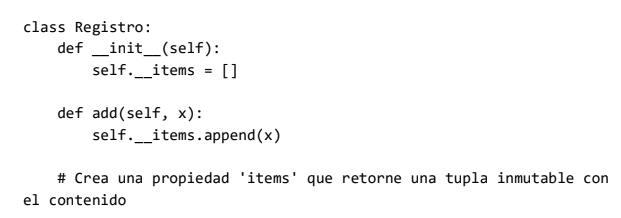 class Registro:
    def __init__(self):
        self.__items = []

    def add(self, x):
        self.__items.append(x)

    # Crea una propiedad 'items' que retorne una tupla inmutable con
el contenido